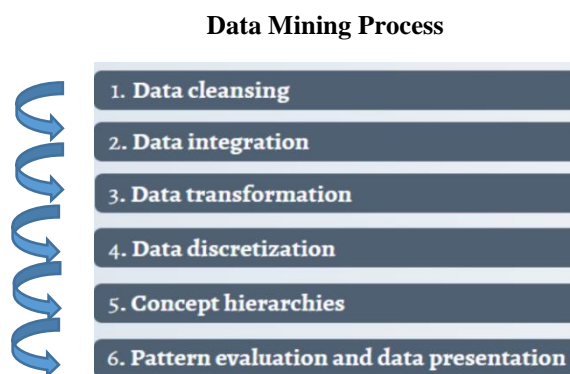 Data Mining Process
1. Data cleansing
2. Data integration
3. Data transformation
4. Data discretization
5. Concept hierarchies
6. Pattern evaluation and data presentation